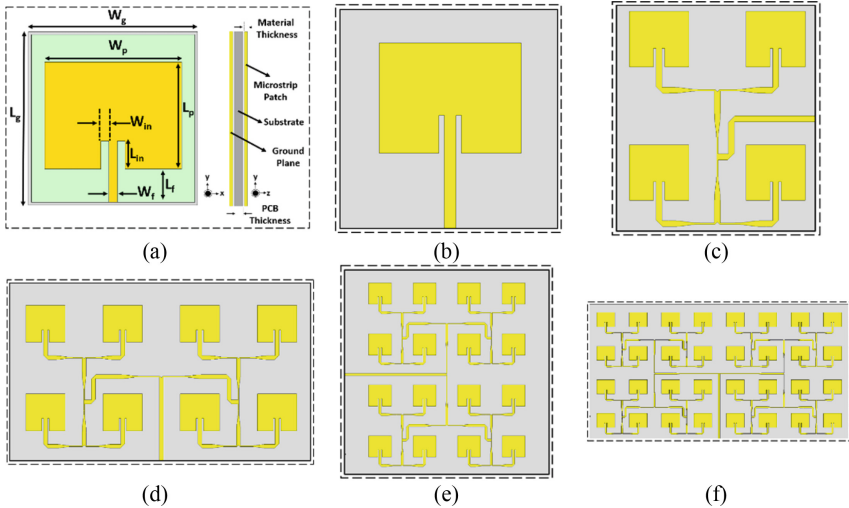 Wg
Wp
Lg
Lp
Win
Lin
Wf
Lf
Material
Thickness
Microstrip
Patch
Substrate
Ground
Plane
y
x
y
z
PCB
Thickness
(a)
(b)
(c)
(d)
(e)
(f)